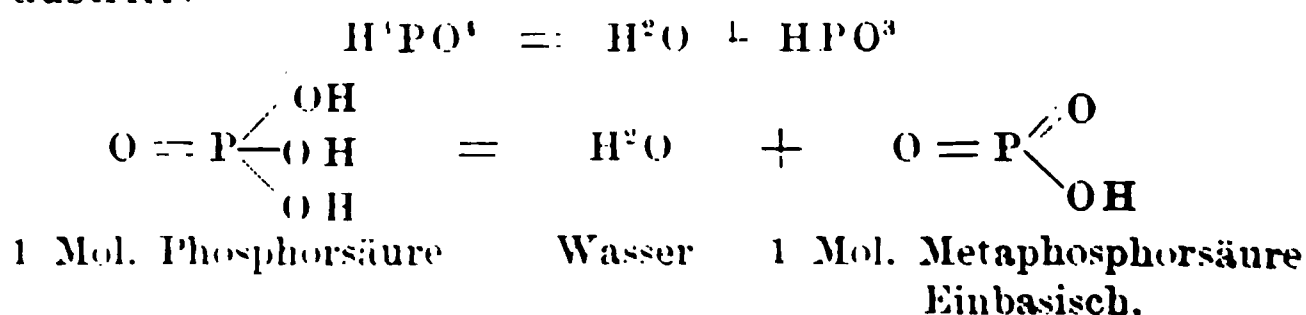 H³PO⁴ = H²O + HPO³
OH O
O = P—OH = H²O + O = P
OH OH
1 Mol. Phosphorsäure Wasser 1 Mol. Metaphosphorsäure
Einbasisch.